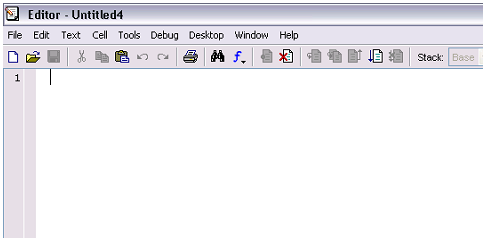 Editor - Untitled4
File Edit Text Cell Tools Debug Desktop Window Help
Stack: Base
1